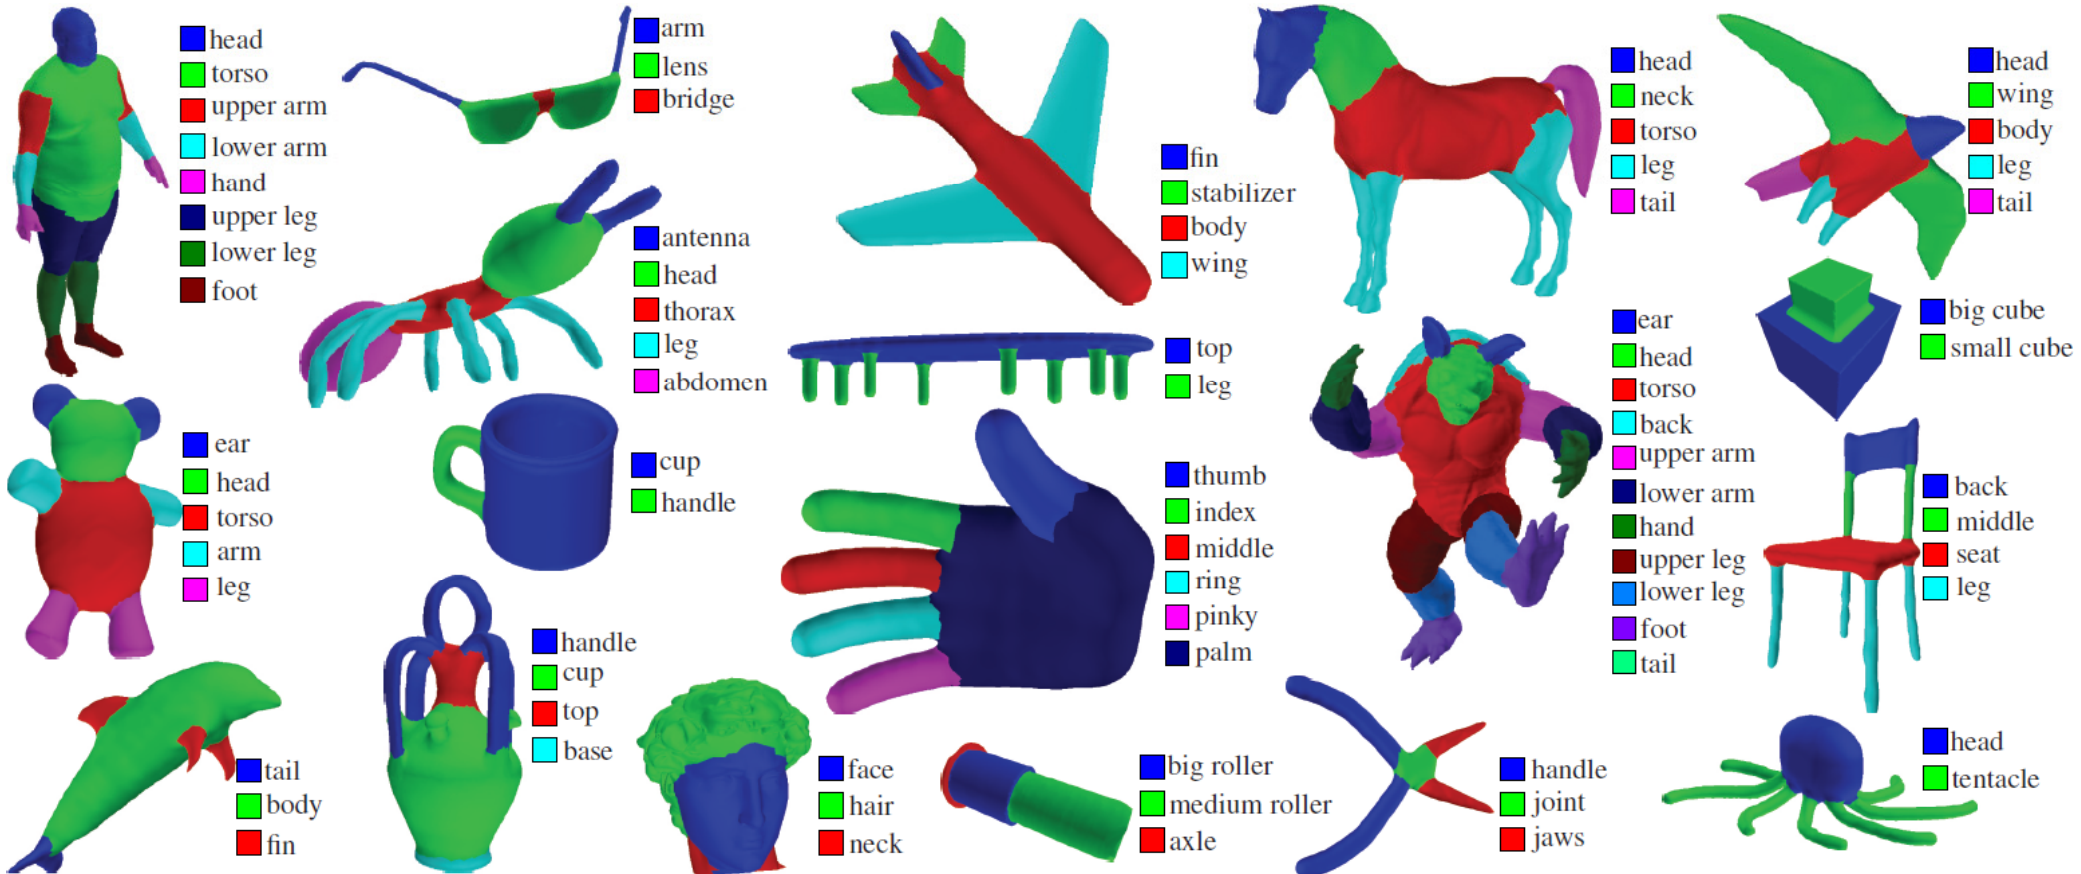 head
torso
upper arm
lower arm
hand
upper leg
lower leg
foot
arm
lens
bridge
fin
stabilizer
body
wing
head
neck
torso
leg
tail
head
wing
body
leg
tail
antenna
head
thorax
leg
abdomen
top
leg
big cube
small cube
ear
head
torso
back
upper arm
lower arm
hand
upper leg
lower leg
foot
tail
ear
head
torso
arm
leg
cup
handle
thumb
index
middle
ring
pinky
palm
back
middle
seat
leg
tail
body
fin
handle
cup
top
base
face
hair
neck
big roller
medium roller
axle
handle
joint
jaws
head
tentacle